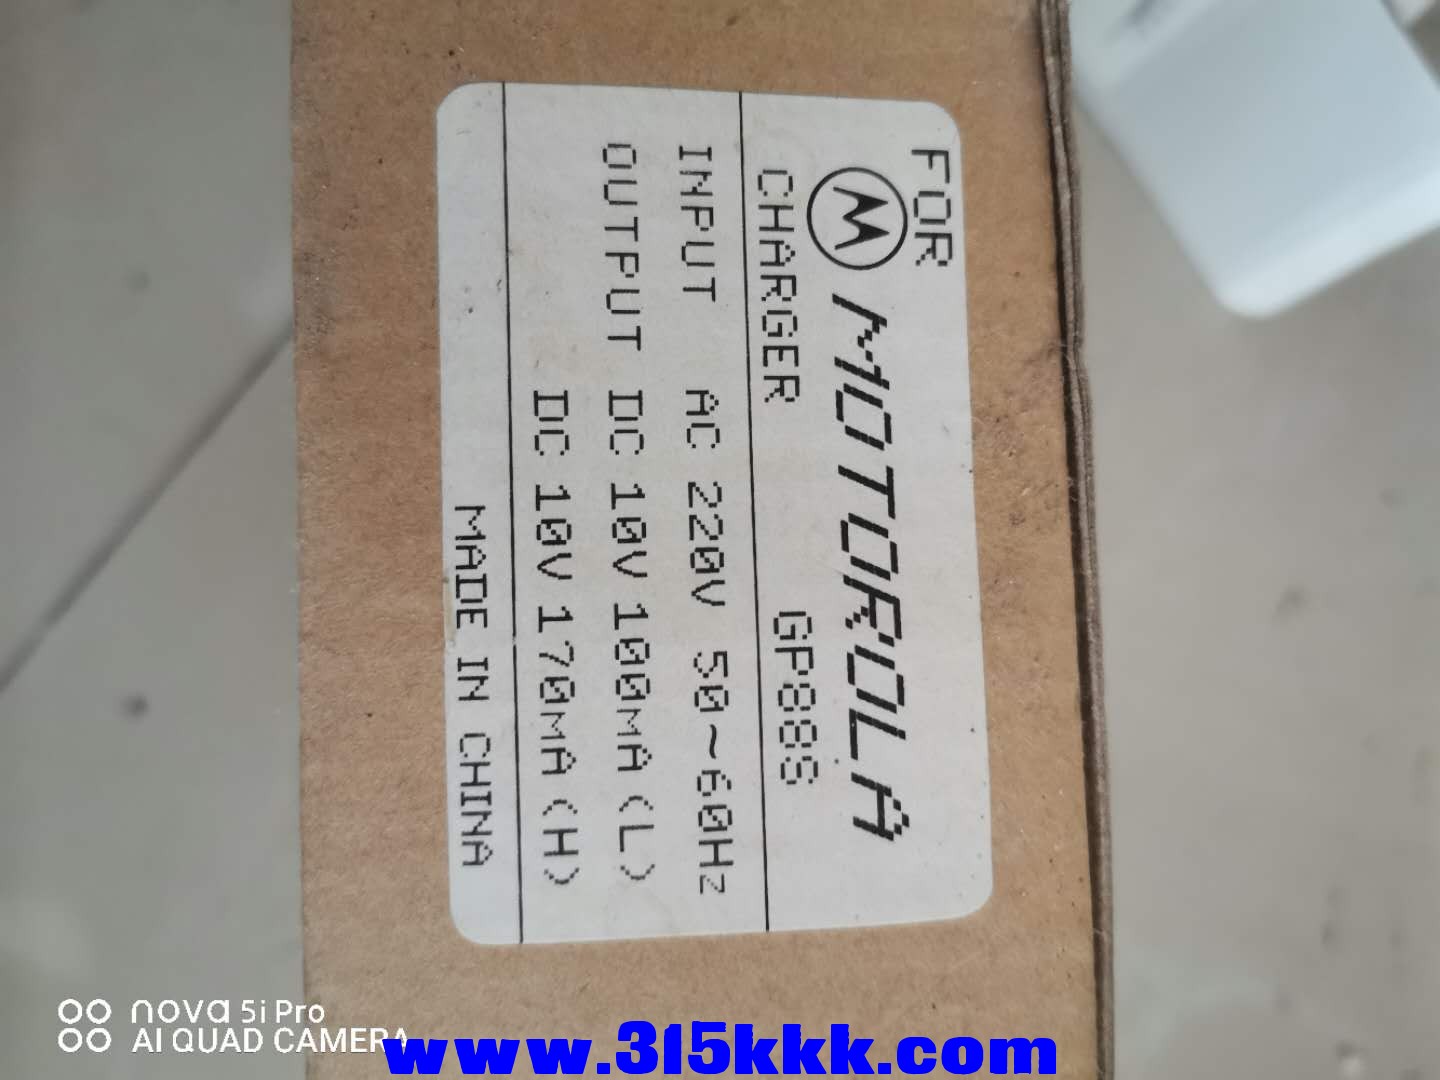 FOR
MOTOROLA
CHARGER GP88S
INPUT AC 220V 50~60Hz
OUTPUT DC 10V 100mA(L)
DC 10V 170mA(H)
MADE IN CHINA
nova 5i Pro
AI QUAD CAMERA
www.315kkk.com